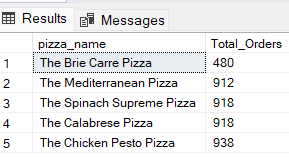 Results Messages
pizza_name Total_Orders
1 The Brie Carre Pizza 480
2 The Mediterranean Pizza 912
3 The Spinach Supreme Pizza 918
4 The Calabrese Pizza 918
5 The Chicken Pesto Pizza 938